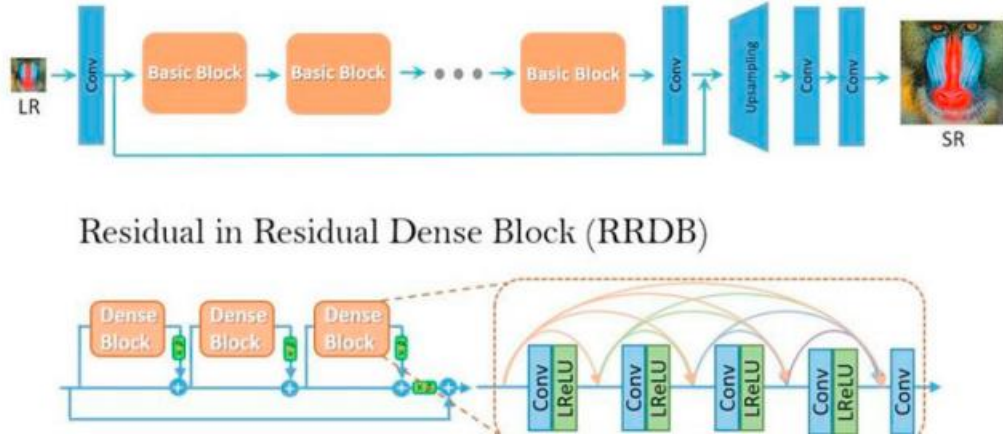 LR
Conv
Basic Block
Basic Block
Basic Block
Conv
Upsampling
Conv
Conv
SR
Residual in Residual Dense Block (RRDB)
Dense
Block
Dense
Block
Dense
Block
Conv
LReLU
Conv
LReLU
Conv
LReLU
Conv
LReLU
Conv